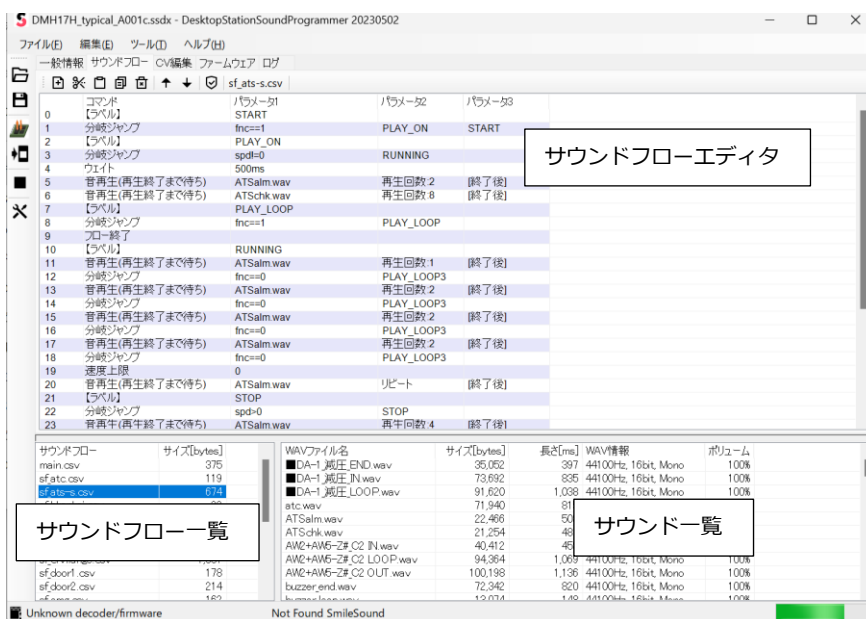 DMH17H_typical_A001c.ssdx - DesktopStationSoundProgrammer 20230502
ファイル(F) 編集(E) ツール(T) ヘルプ(H)
一般情報 サウンドフロー CV編集 ファームウェア ログ
sf_ats-s.csv
コマンド パラメータ1 パラメータ2 パラメータ3
0 【ラベル】 START
1 分岐ジャンプ fnc==1 PLAY_ON START
2 【ラベル】 PLAY_ON
3 分岐ジャンプ spd!=0 RUNNING
4 ウエイト 500ms
5 音再生(再生終了まで待ち) ATSalm.wav 再生回数:2 [終了後]
6 音再生(再生終了まで待ち) ATSchk.wav 再生回数:8 [終了後]
7 【ラベル】 PLAY_LOOP
8 分岐ジャンプ fnc==1 PLAY_LOOP
9 フロー終了
10 【ラベル】 RUNNING
11 音再生(再生終了まで待ち) ATSalm.wav 再生回数:1 [終了後]
12 分岐ジャンプ fnc==0 PLAY_LOOP3
13 音再生(再生終了まで待ち) ATSalm.wav 再生回数:2 [終了後]
14 分岐ジャンプ fnc==0 PLAY_LOOP3
15 音再生(再生終了まで待ち) ATSalm.wav 再生回数:2 [終了後]
16 分岐ジャンプ fnc==0 PLAY_LOOP3
17 音再生(再生終了まで待ち) ATSalm.wav 再生回数:2 [終了後]
18 分岐ジャンプ fnc==0 PLAY_LOOP3
19 速度上限 0
20 音再生(再生終了まで待ち) ATSalm.wav リピート [終了後]
21 【ラベル】 STOP
22 分岐ジャンプ spd>0 STOP
23 音再生(再生終了まで待ち) ATSalm.wav 再生回数:4 [終了後]
サウンドフローエディタ
サウンドフロー サイズ[bytes]
main.csv 375
sf_atc.csv 119
sf_ats-s.csv 674
サウンドフロー一覧
sf_door1.csv 178
sf_door2.csv 214
WAVファイル名 サイズ[bytes] 長さ[ms] WAV情報 ボリューム
■DA-1_減圧_END.wav 35,052 397 44100Hz, 16bit, Mono 100%
■DA-1_減圧_IN.wav 73,692 835 44100Hz, 16bit, Mono 100%
■DA-1_減圧_LOOP.wav 91,620 1,038 44100Hz, 16bit, Mono 100%
atc.wav 71,940
ATSalm.wav 22,466
ATSchk.wav 21,254
AW2+AW5-Z#_C2 IN.wav 40,412
AW2+AW5-Z#_C2 LOOP.wav 94,364 1,069 44100Hz, 16bit, Mono 100%
AW2+AW5-Z#_C2 OUT.wav 100,198 1,136 44100Hz, 16bit, Mono 100%
buzzer_end.wav 72,342 820 44100Hz, 16bit, Mono 100%
サウンド一覧
Unknown decoder/firmware Not Found SmileSound